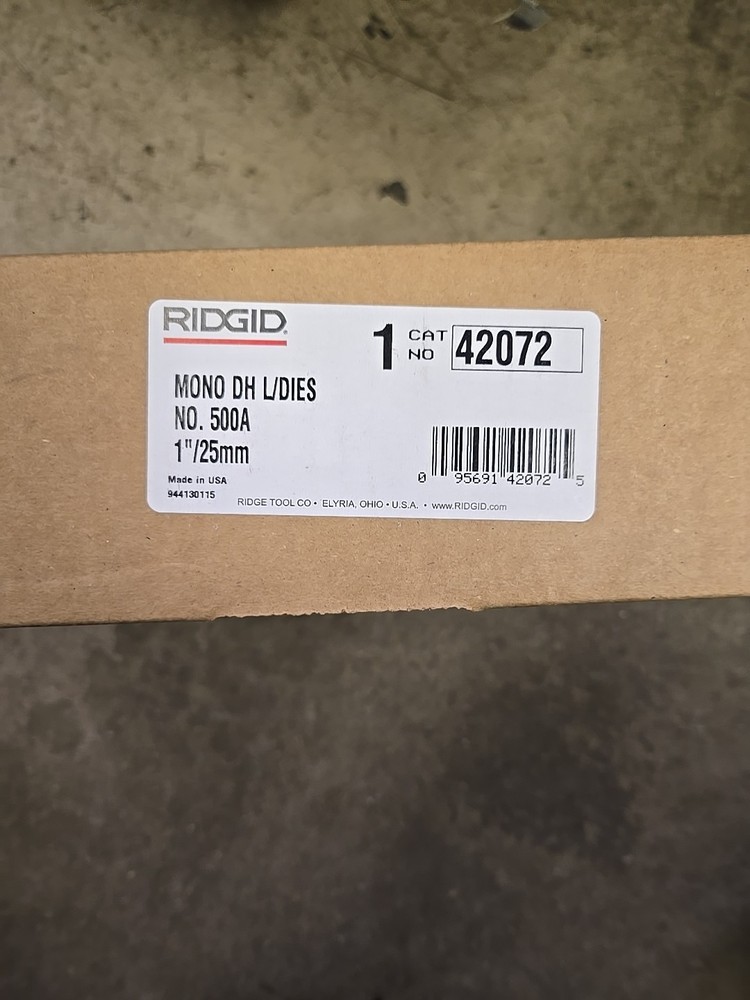 RIDGID®
1 CAT NO 42072
MONO DH L/DIES
NO. 500A
1"/25mm
0 95691 42072 5
Made in USA
944130115
RIDGE TOOL CO • ELYRIA, OHIO • U.S.A. • www.RIDGID.com